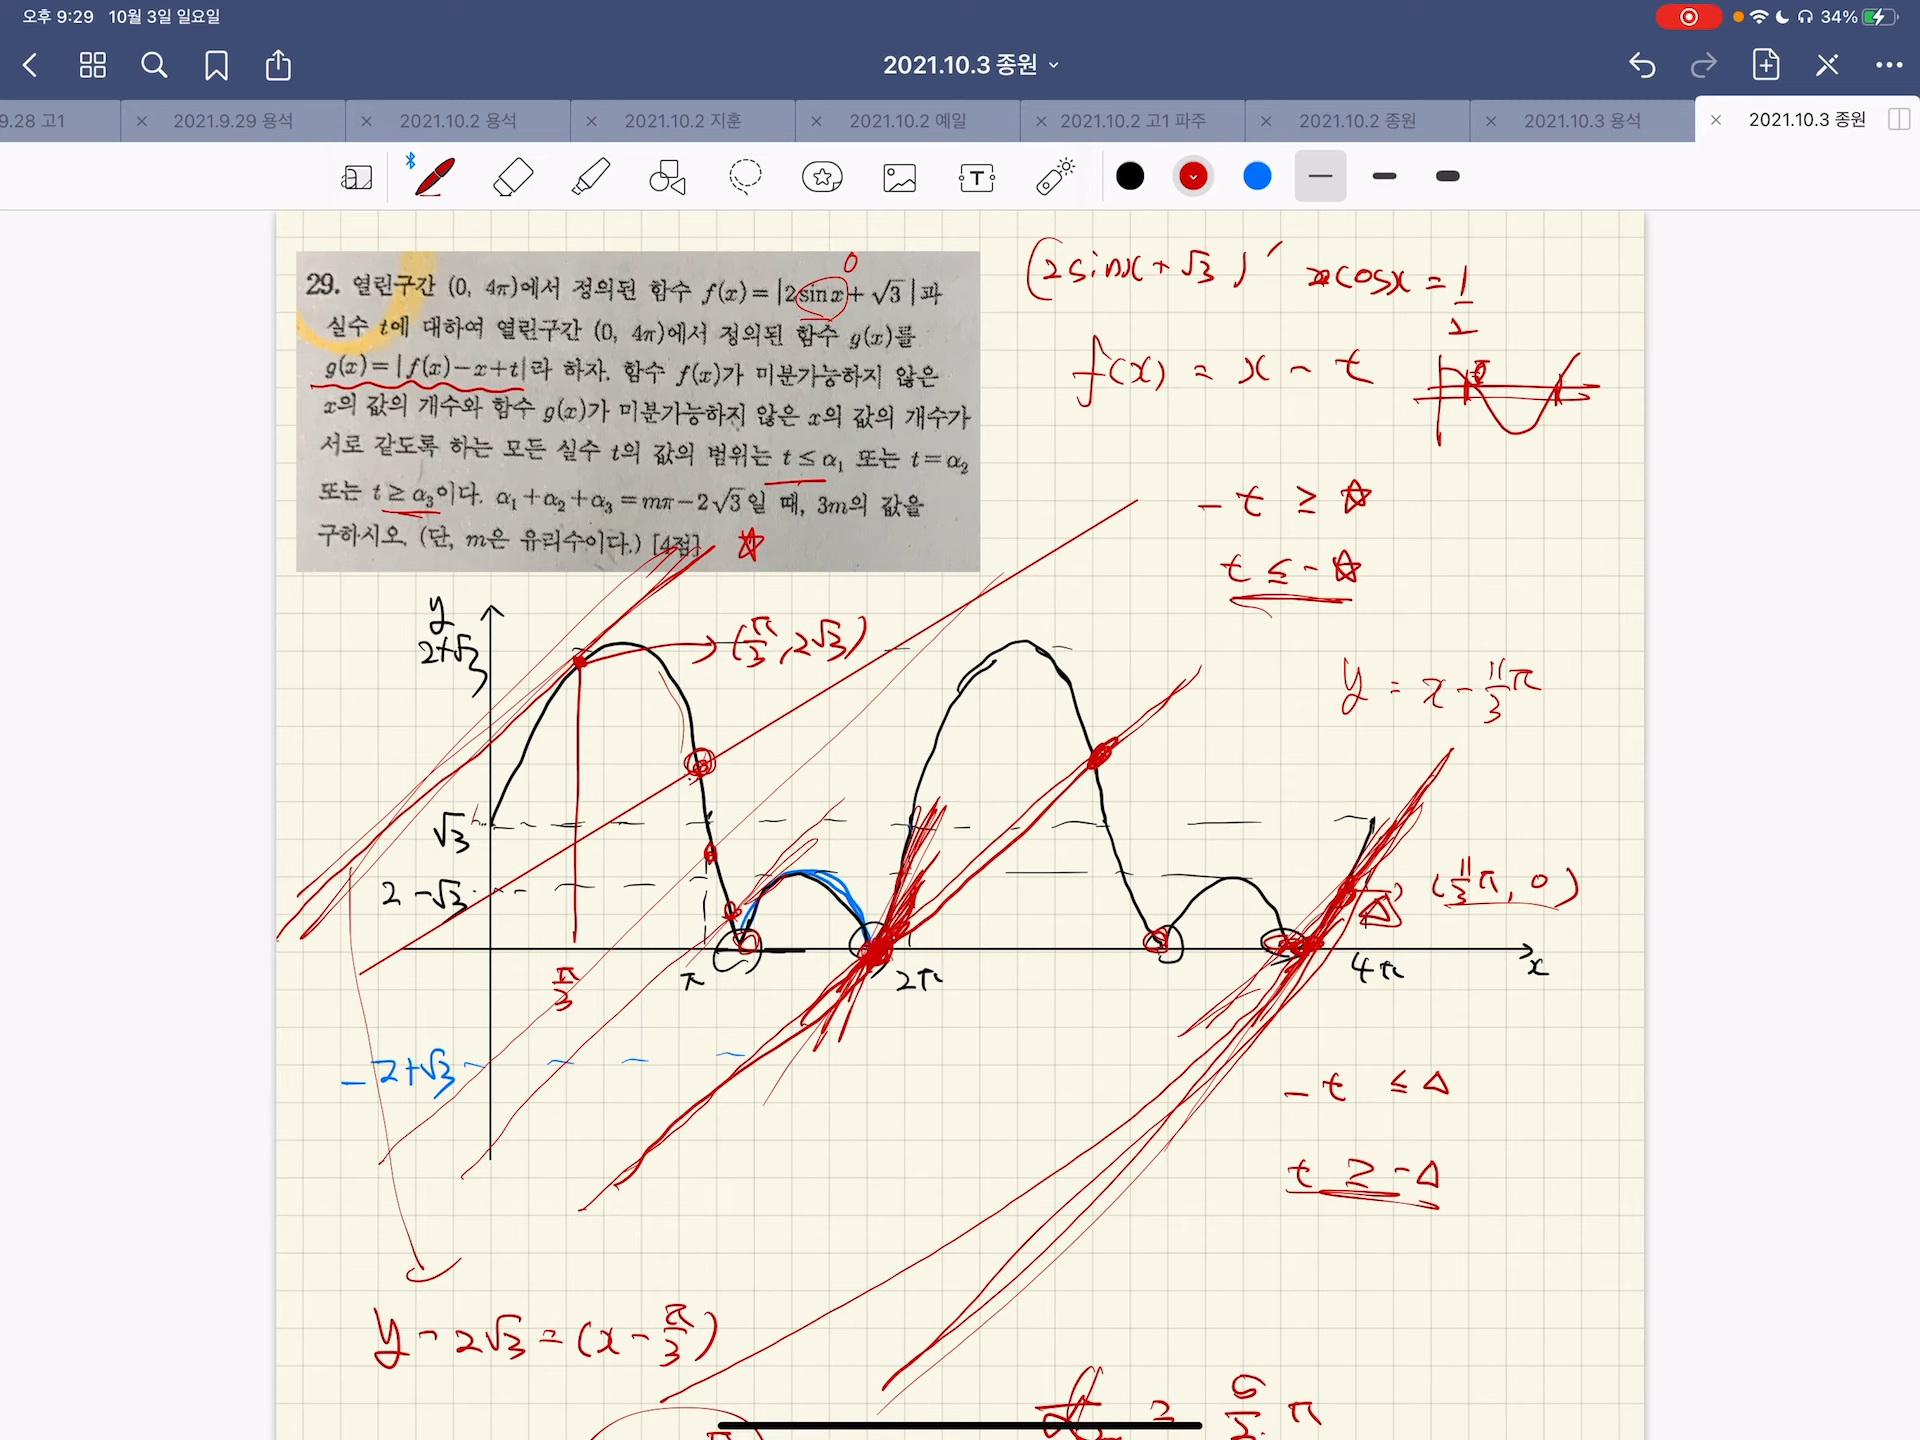 오후 9:29 10월 3일 일요일
34%
2021.10.3 종원
9.28 고1
2021.9.29 용석
2021.10.2 용석
2021.10.2 지훈
2021.10.2 예일
2021.10.2 고1 파주
2021.10.2 종원
2021.10.3 용석
2021.10.3 종원
29. 열린구간 (0, 4π)에서 정의된 함수 f(x)=|2sin x+√3|과
실수 t에 대하여 열린구간 (0, 4π)에서 정의된 함수 g(x)를
g(x)=|f(x)-x+t|라 하자. 함수 f(x)가 미분가능하지 않은
x의 값의 개수와 함수 g(x)가 미분가능하지 않은 x의 값의 개수가
서로 같도록 하는 모든 실수 t의 값의 범위는 t≤α₁ 또는 t=α₂
또는 t≥α₃이다. α₁+α₂+α₃=mπ-2√3일 때, 3m의 값을
구하시오. (단, m은 유리수이다.) [4점]
0
(2sinx+√3)′
cosx = 1/2
f(x) = x - t
-t ≥ ☆
t ≤ -☆
☆
y
2+√3
(π/3, 2√3)
y = x - 11/3 π
√3
2-√3
(11/3 π, 0)
π/3
π
2π
4π
x
-2+√3
-t ≤ △
t ≥ -△
y - 2√3 = (x - π/3)